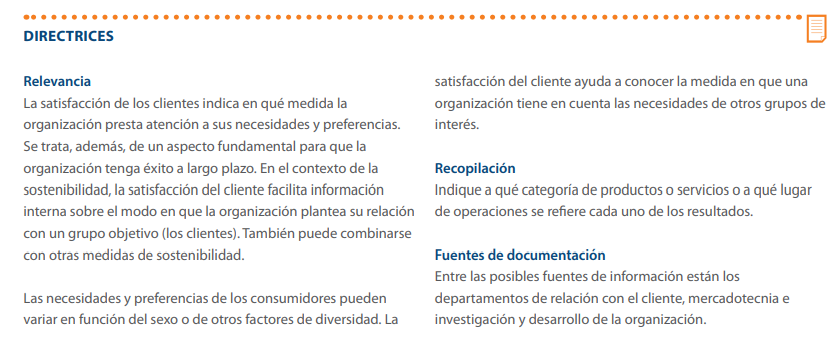 DIRECTRICES
Relevancia
La satisfacción de los clientes indica en qué medida la
organización presta atención a sus necesidades y preferencias.
Se trata, además, de un aspecto fundamental para que la
organización tenga éxito a largo plazo. En el contexto de la
sostenibilidad, la satisfacción del cliente facilita información
interna sobre el modo en que la organización plantea su relación
con un grupo objetivo (los clientes). También puede combinarse
con otras medidas de sostenibilidad.
Las necesidades y preferencias de los consumidores pueden
variar en función del sexo o de otros factores de diversidad. La
satisfacción del cliente ayuda a conocer la medida en que una
organización tiene en cuenta las necesidades de otros grupos de
interés.
Recopilación
Indique a qué categoría de productos o servicios o a qué lugar
de operaciones se refiere cada uno de los resultados.
Fuentes de documentación
Entre las posibles fuentes de información están los
departamentos de relación con el cliente, mercadotecnia e
investigación y desarrollo de la organización.